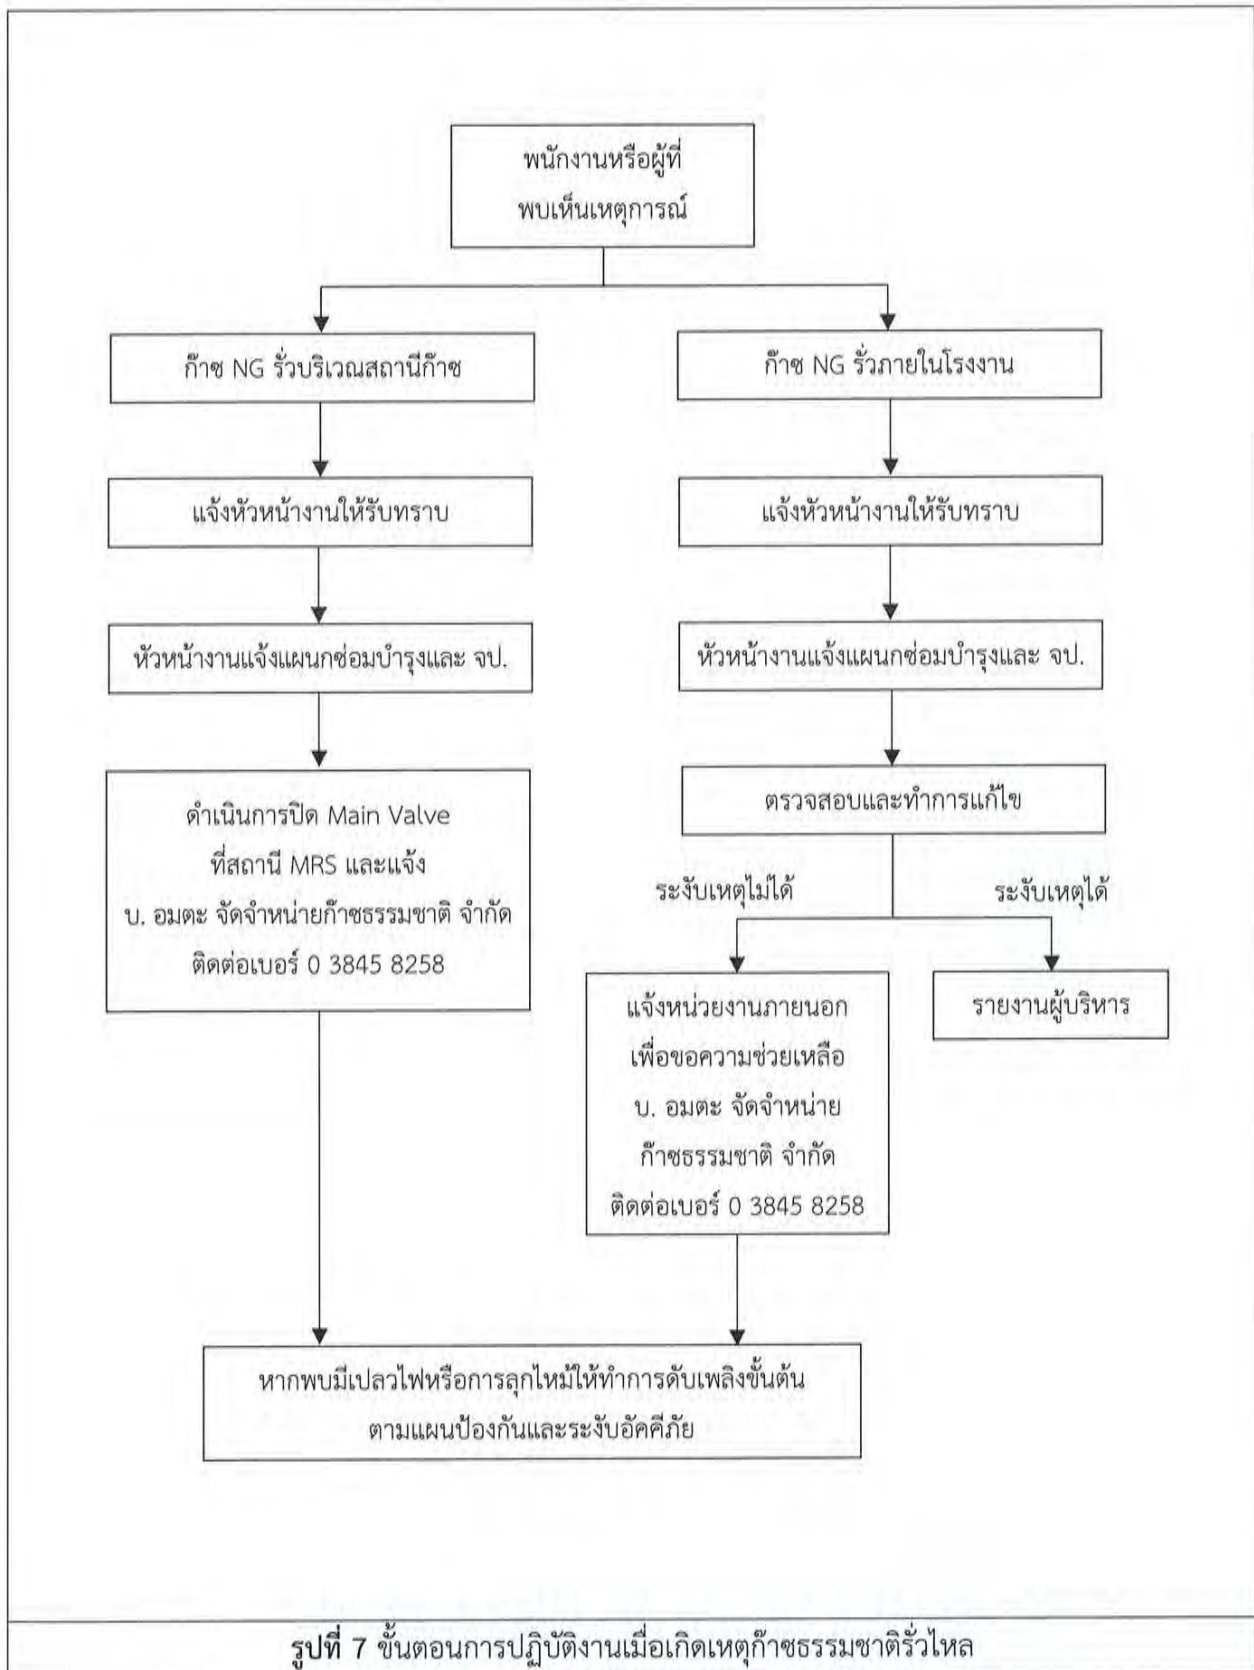 พนักงานหรือผู้ที่
พบเห็นเหตุการณ์
ก๊าซ NG รั่วบริเวณสถานีก๊าซ
ก๊าซ NG รั่วภายในโรงงาน
แจ้งหัวหน้างานให้รับทราบ
แจ้งหัวหน้างานให้รับทราบ
หัวหน้างานแจ้งแผนกซ่อมบำรุงและ จป.
หัวหน้างานแจ้งแผนกซ่อมบำรุงและ จป.
ดำเนินการปิด Main Valve
ที่สถานี MRS และแจ้ง
บ. อมตะ จัดจำหน่ายก๊าซธรรมชาติ จำกัด
ติดต่อเบอร์ 0 3845 8258
ตรวจสอบและทำการแก้ไข
ระงับเหตุไม่ได้
ระงับเหตุได้
แจ้งหน่วยงานภายนอก
เพื่อขอความช่วยเหลือ
บ. อมตะ จัดจำหน่าย
ก๊าซธรรมชาติ จำกัด
ติดต่อเบอร์ 0 3845 8258
รายงานผู้บริหาร
หากพบมีเปลวไฟหรือการลุกไหม้ให้ทำการดับเพลิงขั้นต้น
ตามแผนป้องกันและระงับอัคคีภัย
รูปที่ 7 ขั้นตอนการปฏิบัติงานเมื่อเกิดเหตุก๊าซธรรมชาติรั่วไหล